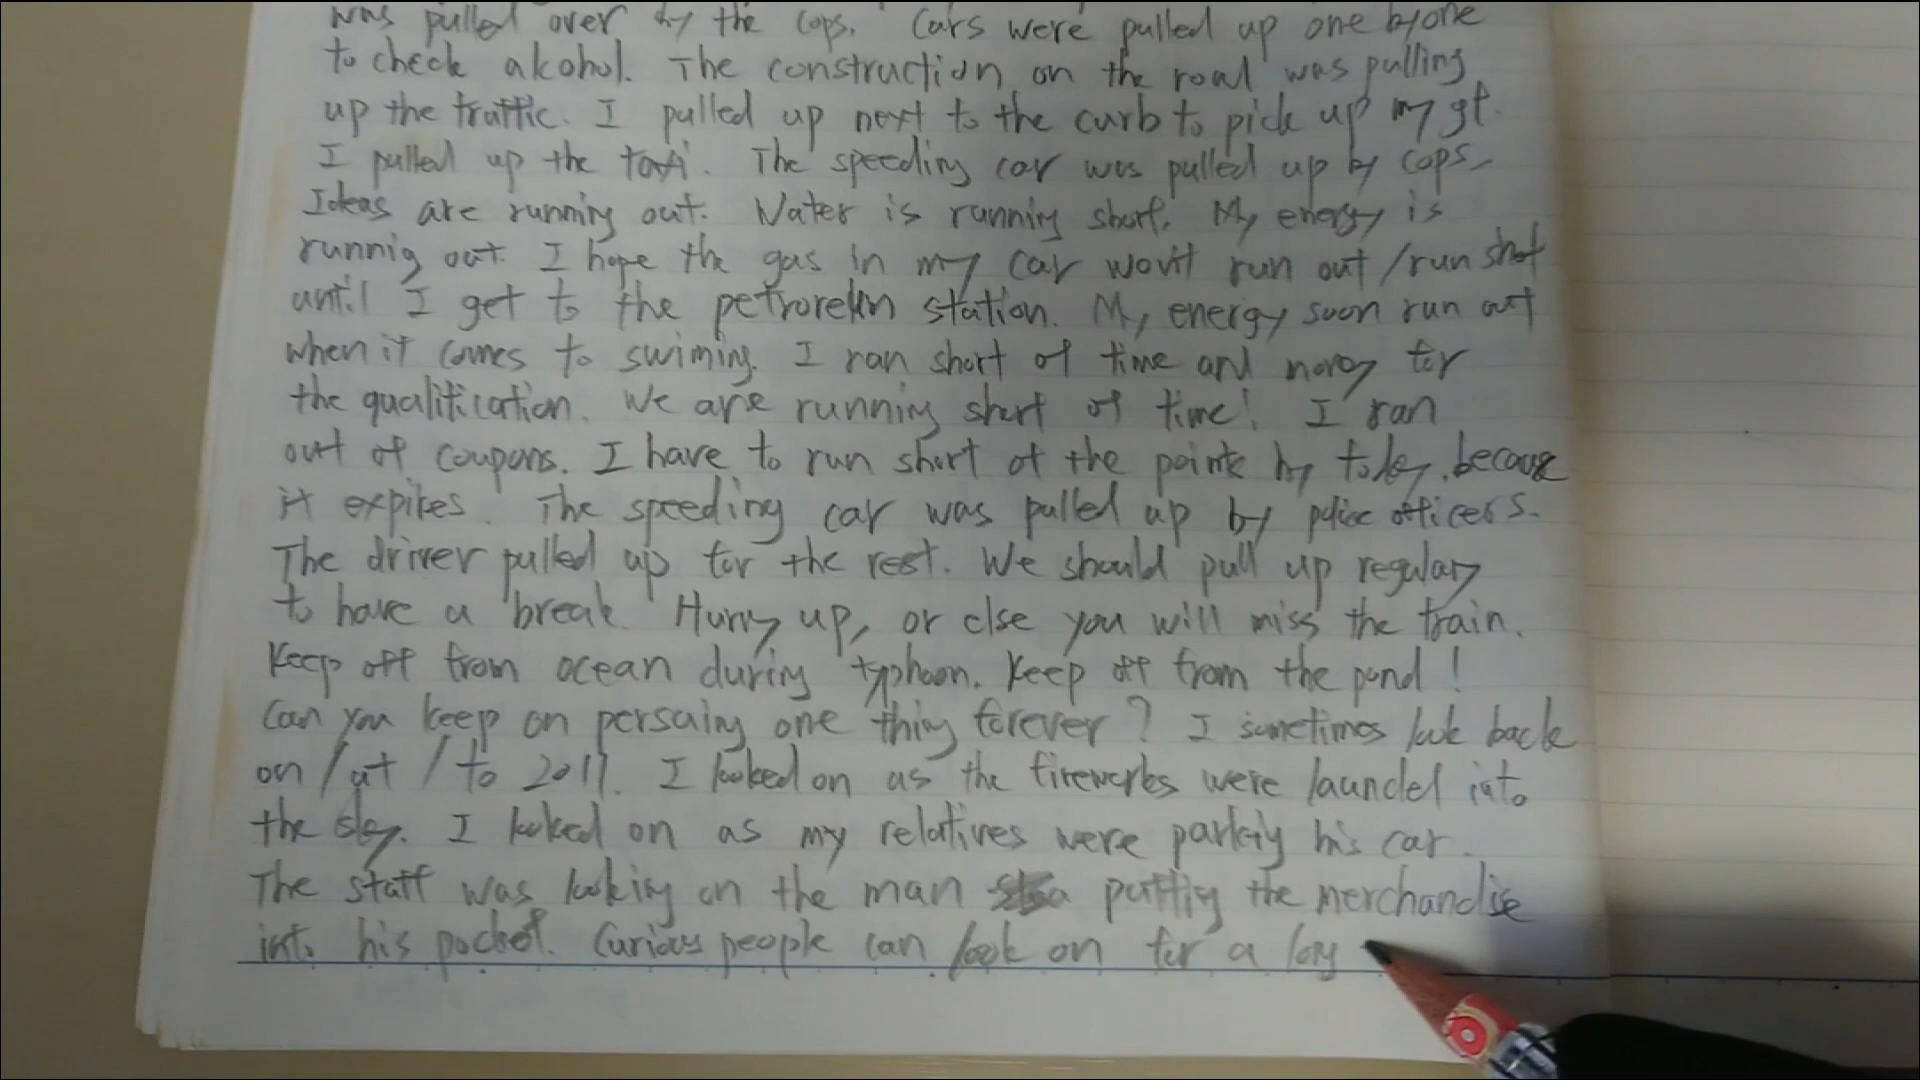 was pulled over by the cops. Cars were pulled up one by one
to check akohol. The construction on the road was pulling
up the traffic. I pulled up next to the curb to pick up my gf.
I pulled up the taxi. The speeding car was pulled up by cops.
Ideas are running out. Water is running short. My energy is
runnig out. I hope the gas in my car won't run out / run shot
until I get to the station. My energy soon run out
when it comes to swiming. I ran short of time and money for
the qualification. We are running short of time! I ran
out of coupons. I have to run short of the points by today. because
it expires. The speeding car was pulled up by police officers.
The driver pulled up for the rest. We should pull up regulary
to have a break. Hurry up, or else you will miss the train.
Keep off from ocean during typhoon. Keep off from the pond!
Can you keep on persuing one thing forever? I sometimes look back
on / at / to 2011. I looked on as the fireworks were launched into
the sky. I looked on as my relatives were parking his car.
The staff was looking on the man putting the merchandise
into his pocket. Curious people can look on for a long